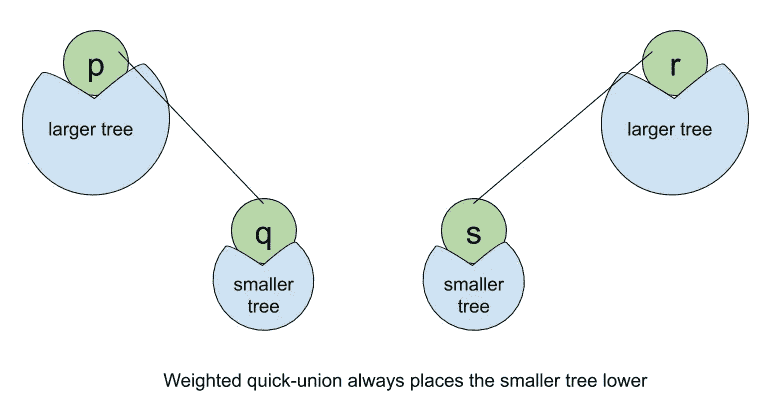 p
larger tree
r
larger tree
q
smaller
tree
s
smaller
tree
Weighted quick-union always places the smaller tree lower